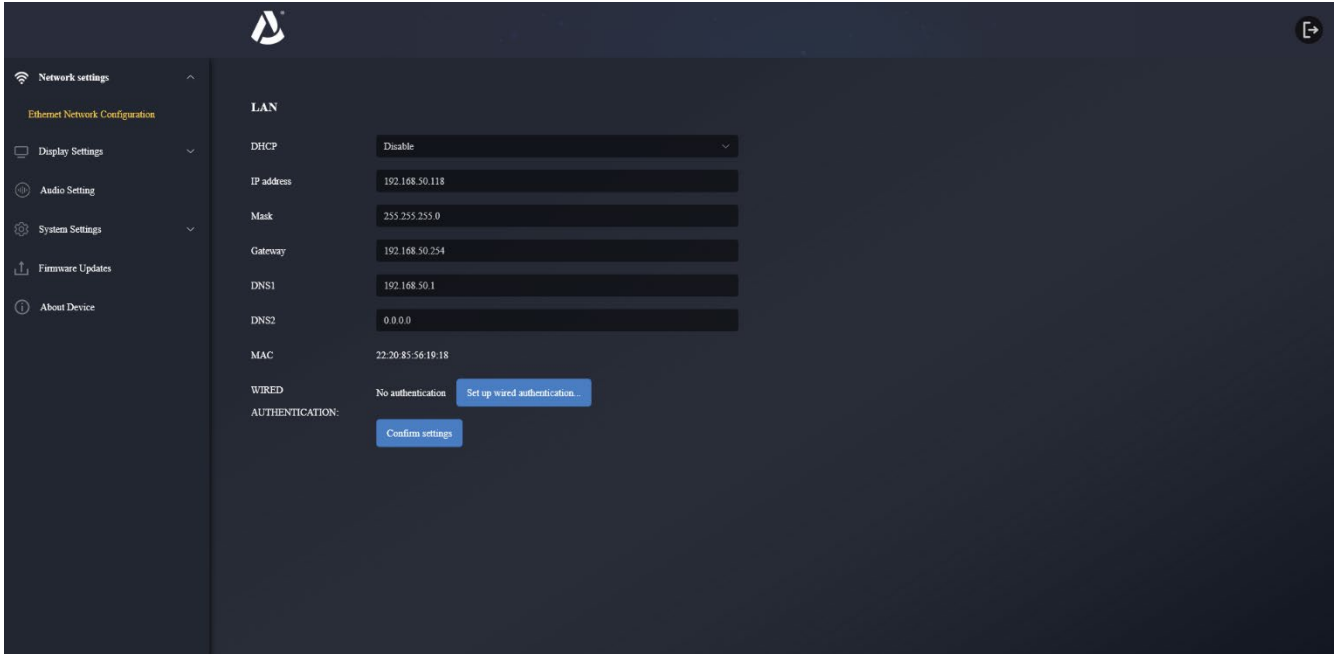 Network settings
Ethernet Network Configuration
Display Settings
Audio Setting
System Settings
Firmware Updates
About Device
LAN
DHCP Disable
IP address 192.168.50.118
Mask 255.255.255.0
Gateway 192.168.50.254
DNS1 192.168.50.1
DNS2 0.0.0.0
MAC 22:20:85:56:19:18
WIRED No authentication Set up wired authentication...
AUTHENTICATION:
Confirm settings